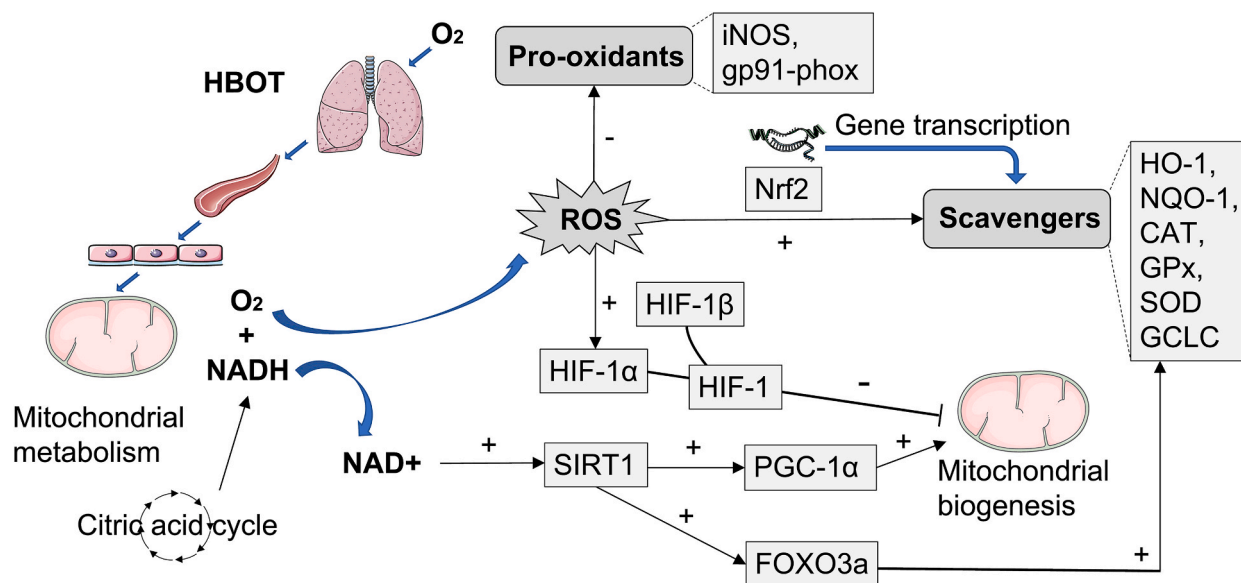 O₂
HBOT
Pro-oxidants
iNOS,
gp91-phox
-
Gene transcription
Nrf2
ROS
+
Scavengers
HO-1,
NQO-1,
CAT,
GPx,
SOD
GCLC
O₂
+
NADH
Mitochondrial
metabolism
Citric acid cycle
NAD+
+
HIF-1β
HIF-1α
HIF-1
-
+
SIRT1
+
PGC-1α
+
Mitochondrial
biogenesis
+
FOXO3a
+